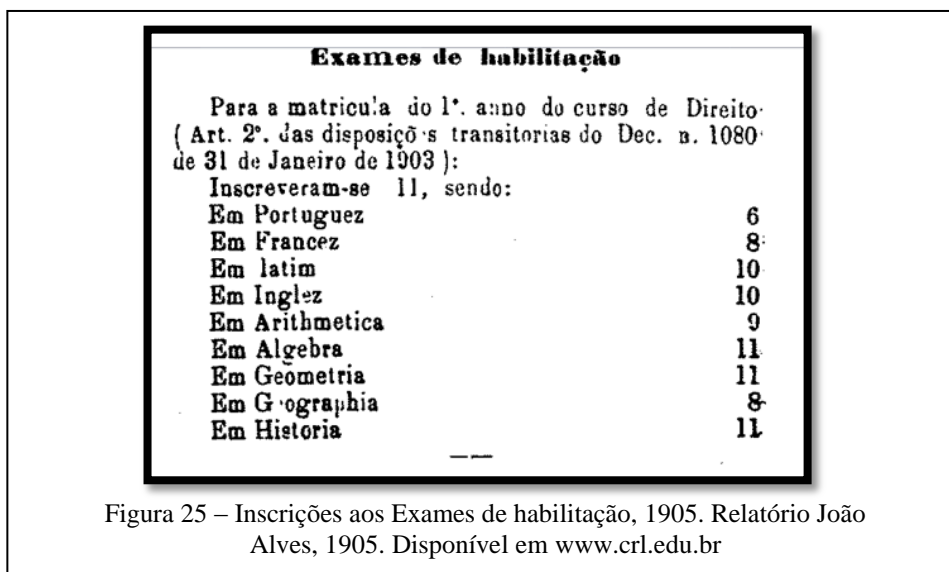 Exames de habilitação
Para a matricula do 1º. anno do curso de Direito
( Art. 2º. das disposições transitorias do Dec. n. 1080
de 31 de Janeiro de 1903 ):
Inscreveram-se 11, sendo:
Em Portuguez 6
Em Francez 8
Em latim 10
Em Inglez 10
Em Arithmetica 9
Em Algebra 11
Em Geometria 11
Em Geographia 8
Em Historia 11
Figura 25 – Inscrições aos Exames de habilitação, 1905. Relatório João
Alves, 1905. Disponível em www.crl.edu.br